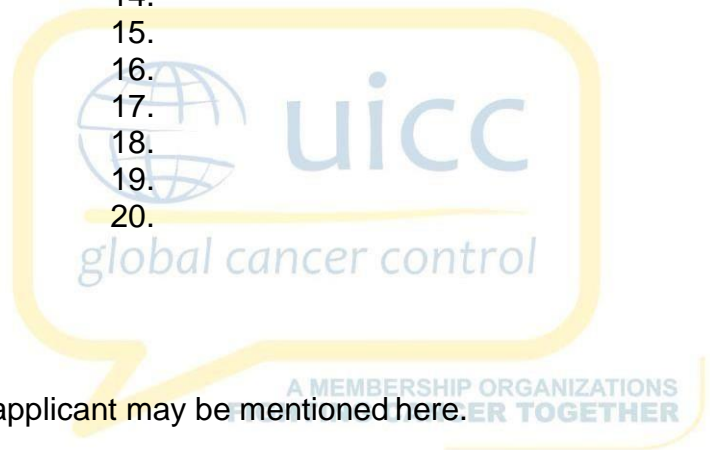 14.
15.
16.
17.
18.
19.
20.
uicc
global cancer control
A MEMBERSHIP ORGANIZATIONS
applicant may be mentioned here.
ER TOGETHER